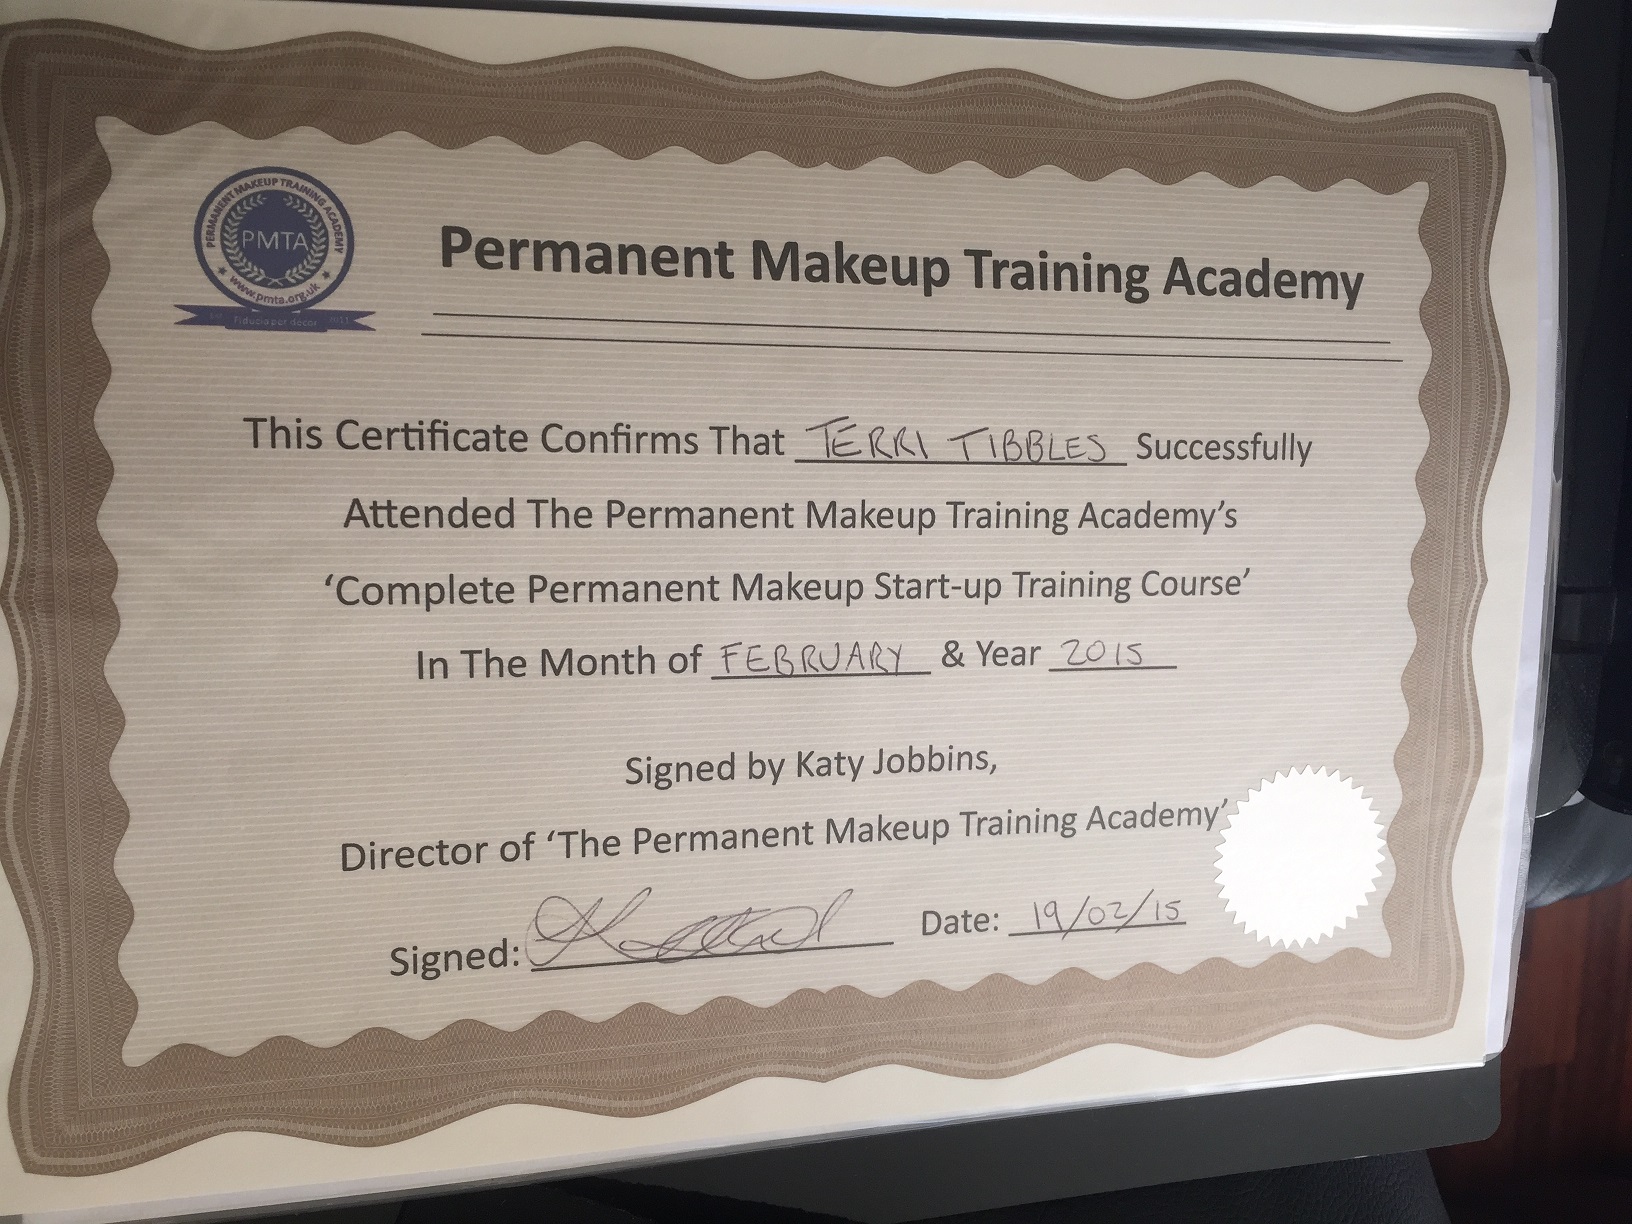 PERMANENT MAKEUP TRAINING ACADEMY
PMTA
www.pmta.org.uk
Fiducia per decor 2011
Permanent Makeup Training Academy
This Certificate Confirms That TERRI TIBBLES Successfully
Attended The Permanent Makeup Training Academy's
'Complete Permanent Makeup Start-up Training Course'
In The Month of FEBRUARY & Year 2015
Signed by Katy Jobbins,
Director of 'The Permanent Makeup Training Academy'
Signed:
Date: 19/02/15